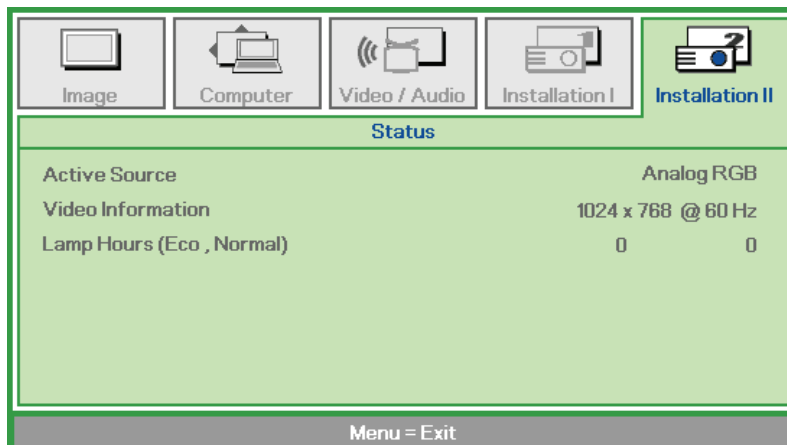 Image Computer Video / Audio Installation I Installation II
Status
Active Source Analog RGB
Video Information 1024 x 768 @ 60 Hz
Lamp Hours (Eco , Normal) 0 0
Menu = Exit